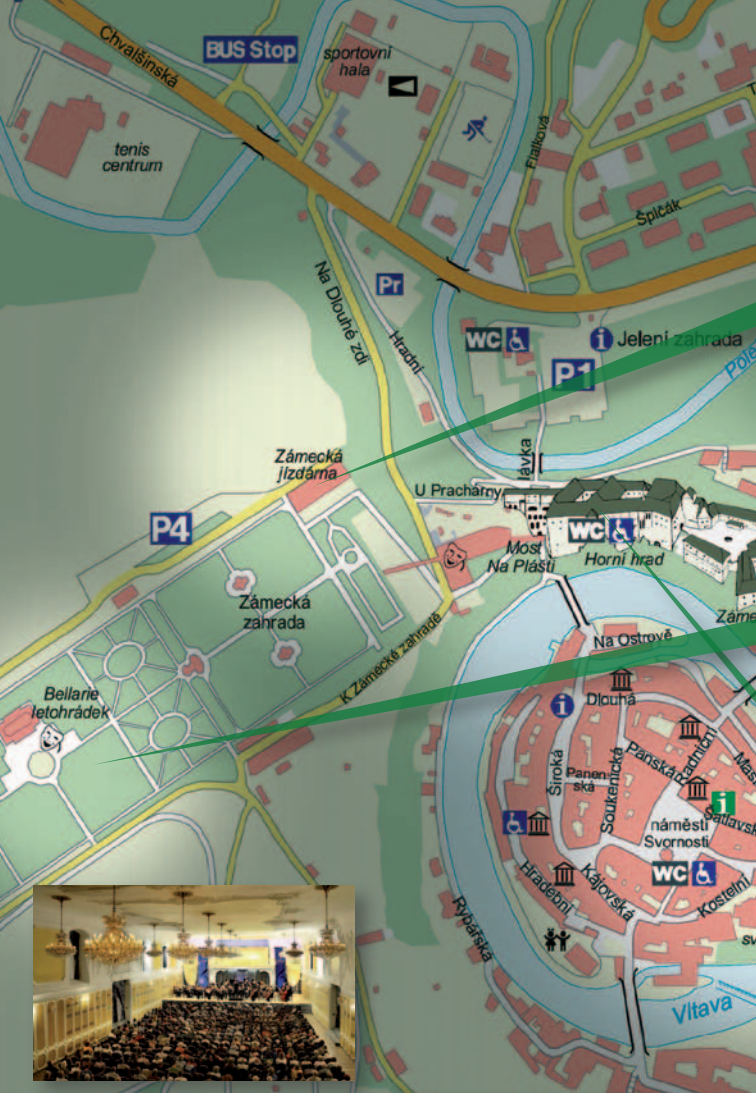 Chvalšinská
BUS Stop
sportovní
hala
tenis
centrum
Fialková
Šplčák
Na Dlouhé zdi
Pr
Hradní
WC
i Jelení zahrada
P1
lávka
Zámecká
jízdárna
U Prachárny
P4
WC
Most
Na Plášti
Horní hrad
Zámecká
zahrada
K Zámecké zahradě
Na Ostrově
Bellarie
letohrádek
i
Dlouhá
Široká
Panen
ská
Soukenická
Panská
Radniční
i
náměstí
Svornosti
WC
Hradební
Kájovská
Kostelní
Rybářská
Vltava